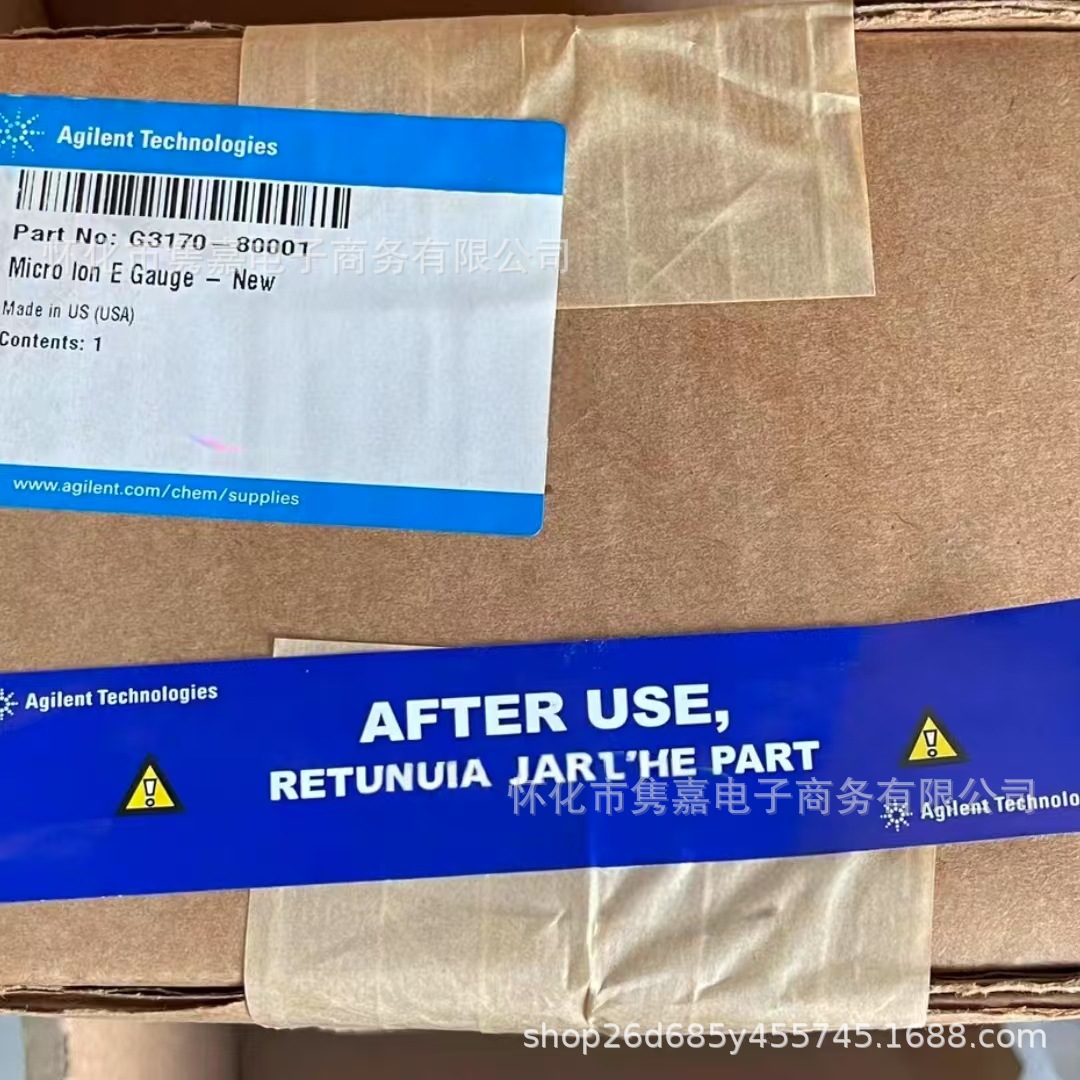 Agilent Technologies
Part No: G3170-80001
怀化市隽嘉电子商务有限公司
Micro Ion E Gauge – New
Made in US (USA)
Contents: 1
www.agilent.com/chem/supplies
Agilent Technologies
AFTER USE,
RETUNUIA JAR1'HE PART
怀化市隽嘉电子商务有限公司
Agilent Technolo
shop26d685y455745.1688.com